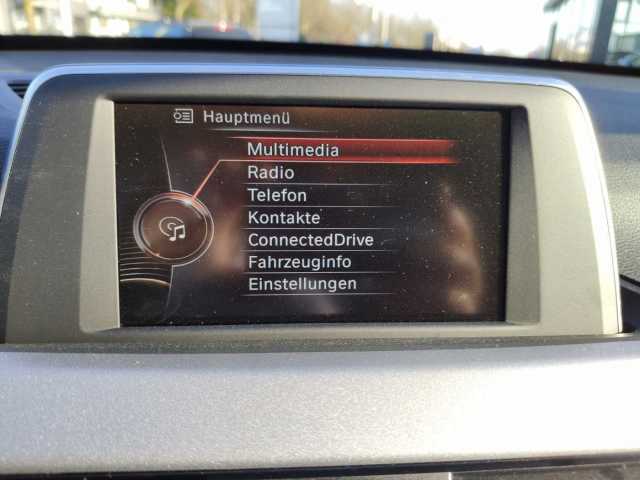 Hauptmenü
Multimedia
Radio
Telefon
Kontakte
ConnectedDrive
Fahrzeuginfo
Einstellungen